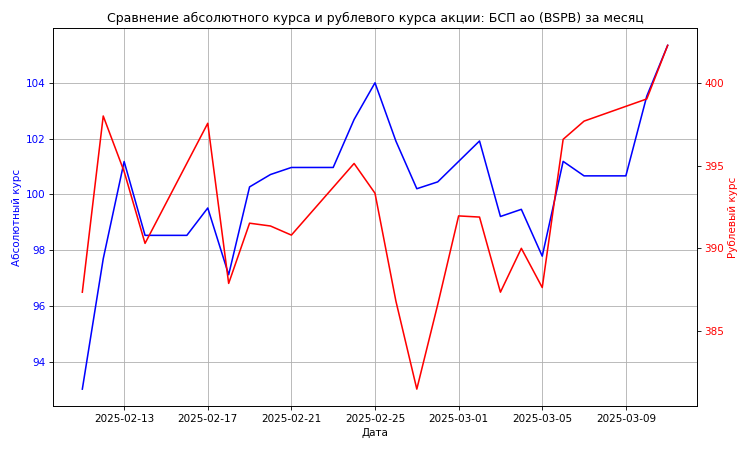 Сравнение абсолютного курса и рублевого курса акции: БСП ао (BSPB) за месяц
104
102
100
98
96
94
Абсолютный курс
400
395
390
385
Рублевый курс
2025-02-13 2025-02-17 2025-02-21 2025-02-25 2025-03-01 2025-03-05 2025-03-09
Дата